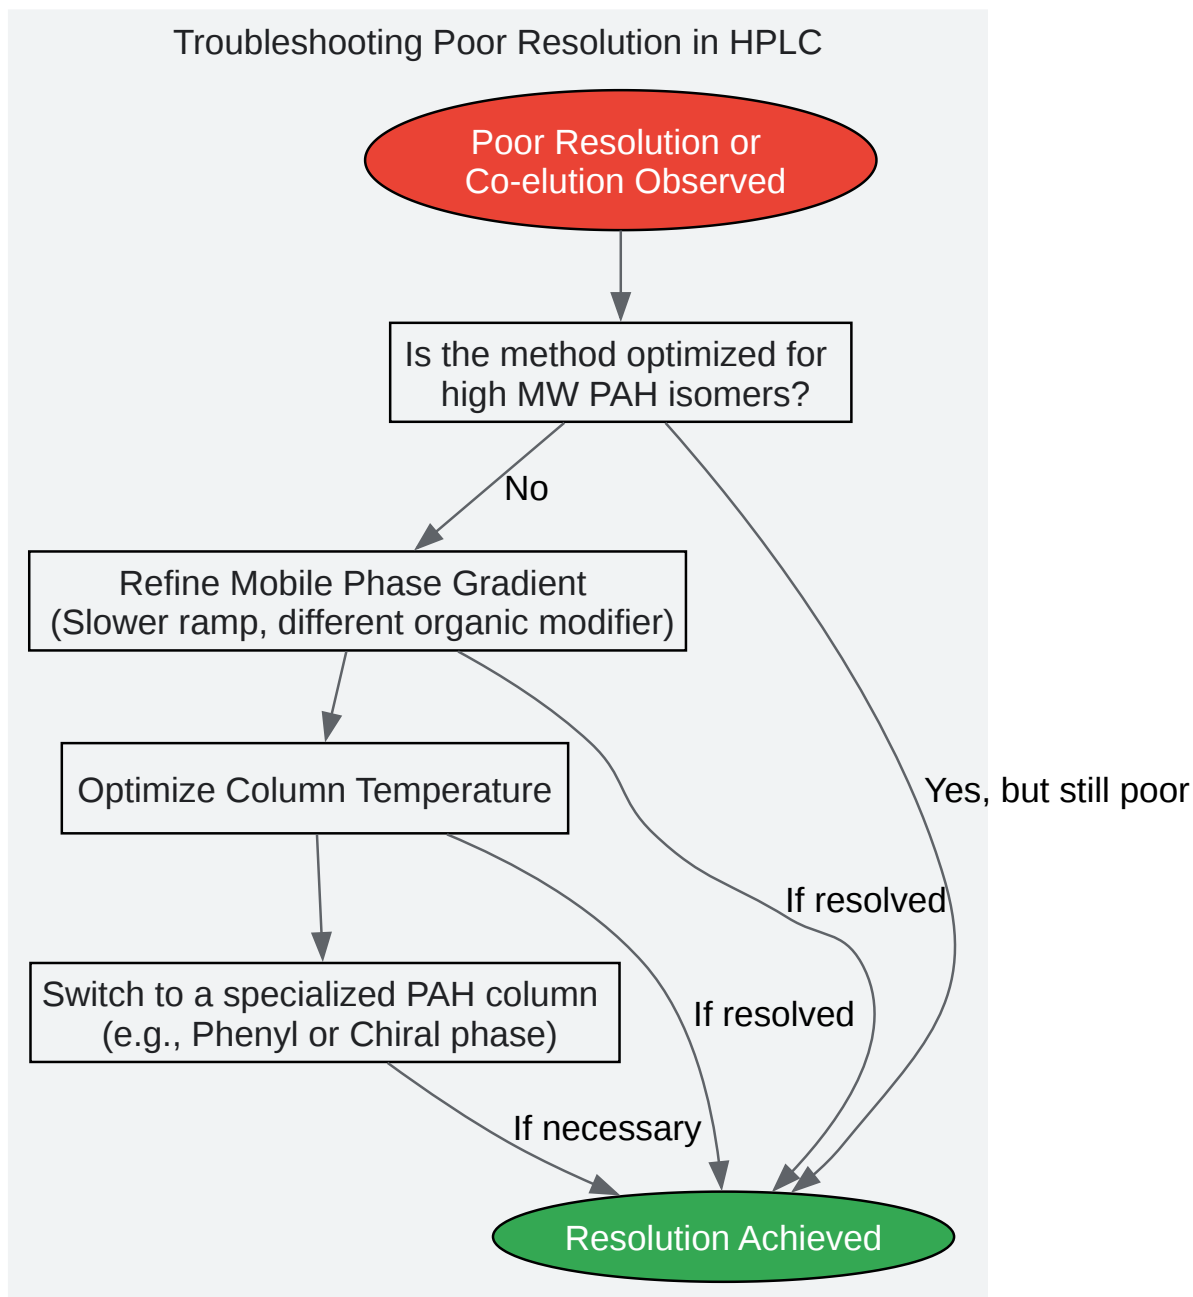 Troubleshooting Poor Resolution in HPLC
Poor Resolution or
Co-elution Observed
Is the method optimized for
high MW PAH isomers?
No
Refine Mobile Phase Gradient
(Slower ramp, different organic modifier)
Optimize Column Temperature
Yes, but still poor
If resolved
Switch to a specialized PAH column
(e.g., Phenyl or Chiral phase)
If resolved
If necessary
Resolution Achieved